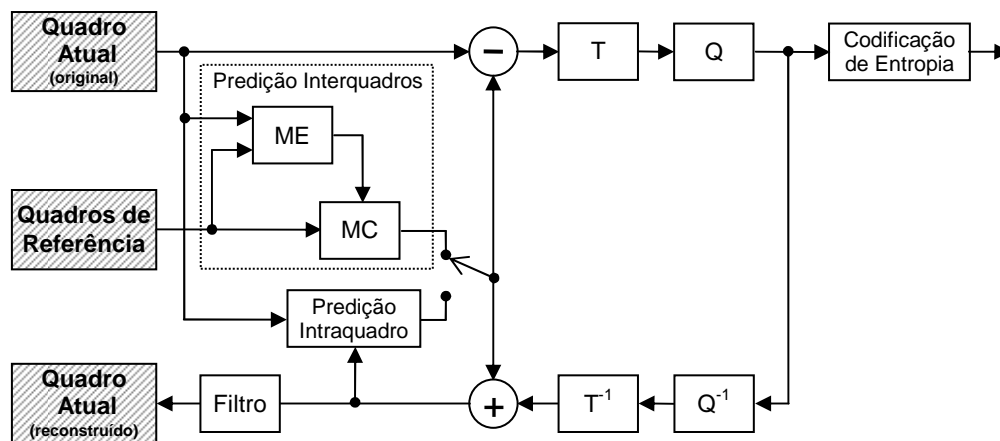 Quadro
Atual
(original)
−
T
Q
Codificação
de Entropia
Predição Interquadros
ME
Quadros de
Referência
MC
Predição
Intraquadro
Quadro
Atual
(reconstruído)
Filtro
+
T⁻¹
Q⁻¹